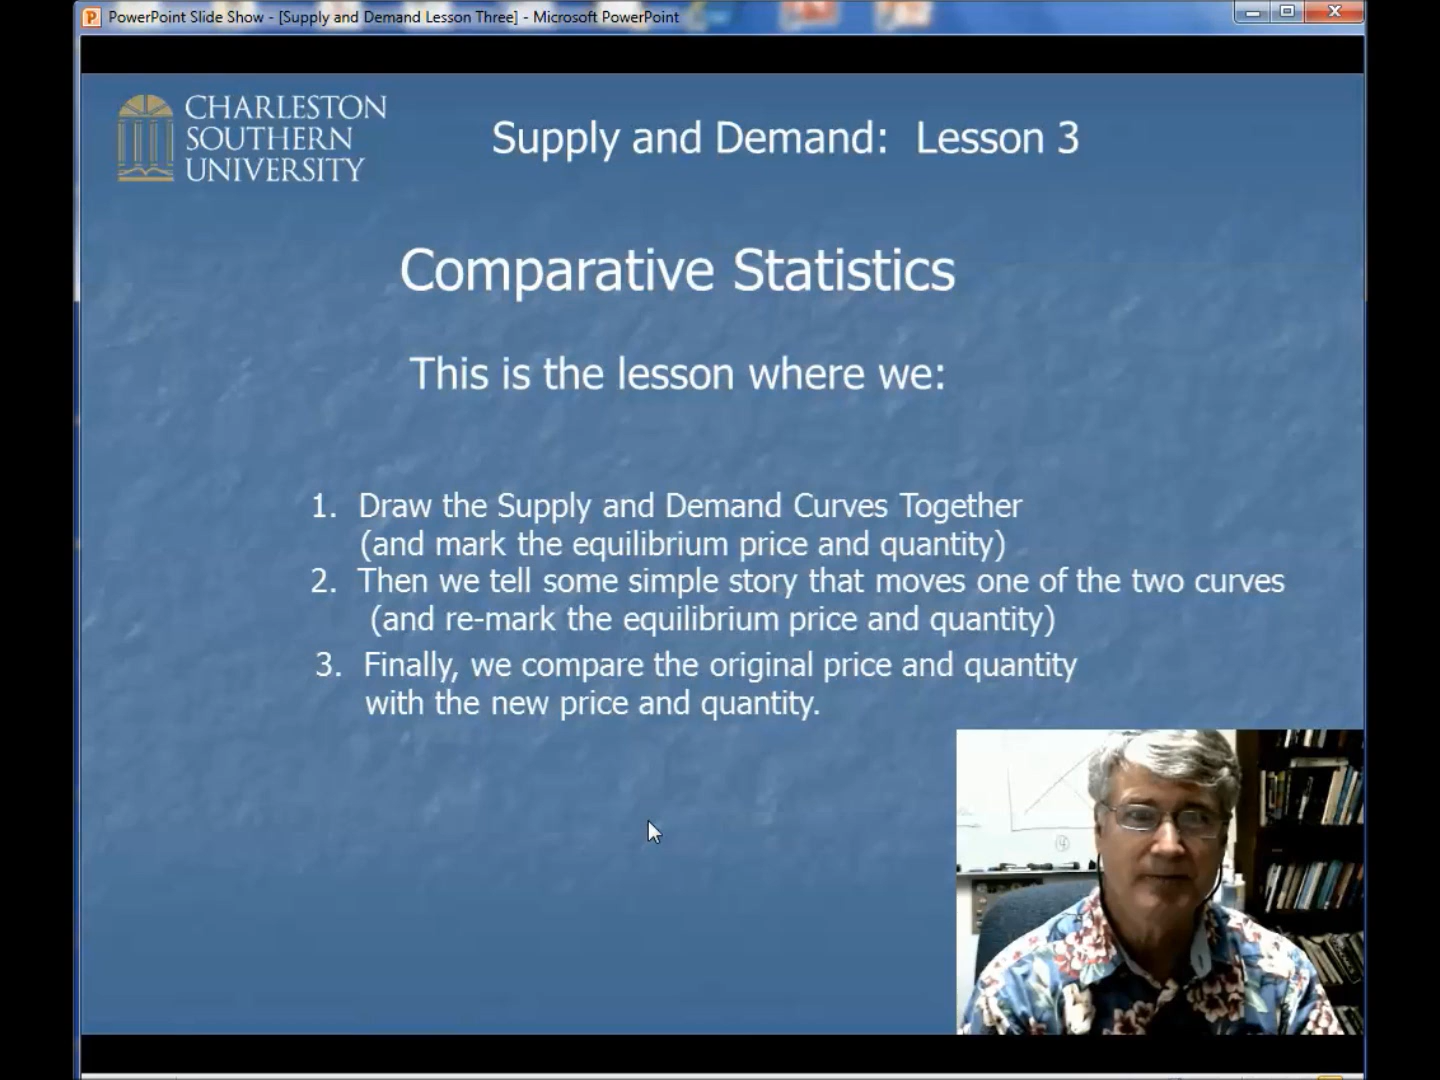 PowerPoint Slide Show - [Supply and Demand Lesson Three] - Microsoft PowerPoint
CHARLESTON
SOUTHERN
UNIVERSITY
Supply and Demand: Lesson 3
Comparative Statistics
This is the lesson where we:
1. Draw the Supply and Demand Curves Together
(and mark the equilibrium price and quantity)
2. Then we tell some simple story that moves one of the two curves
(and re-mark the equilibrium price and quantity)
3. Finally, we compare the original price and quantity
with the new price and quantity.
4